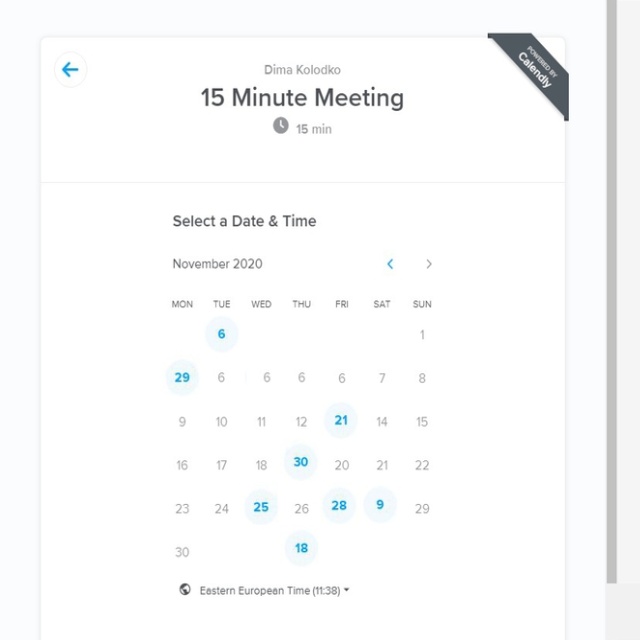 POWERED BY
Calendly
Dima Kolodko
15 Minute Meeting
15 min
Select a Date & Time
November 2020
MON TUE WED THU FRI SAT SUN
6 1
29 6 6 6 6 7 8
9 10 11 12 21 14 15
16 17 18 30 20 21 22
23 24 25 26 28 9 29
30 18
Eastern European Time (11:38)